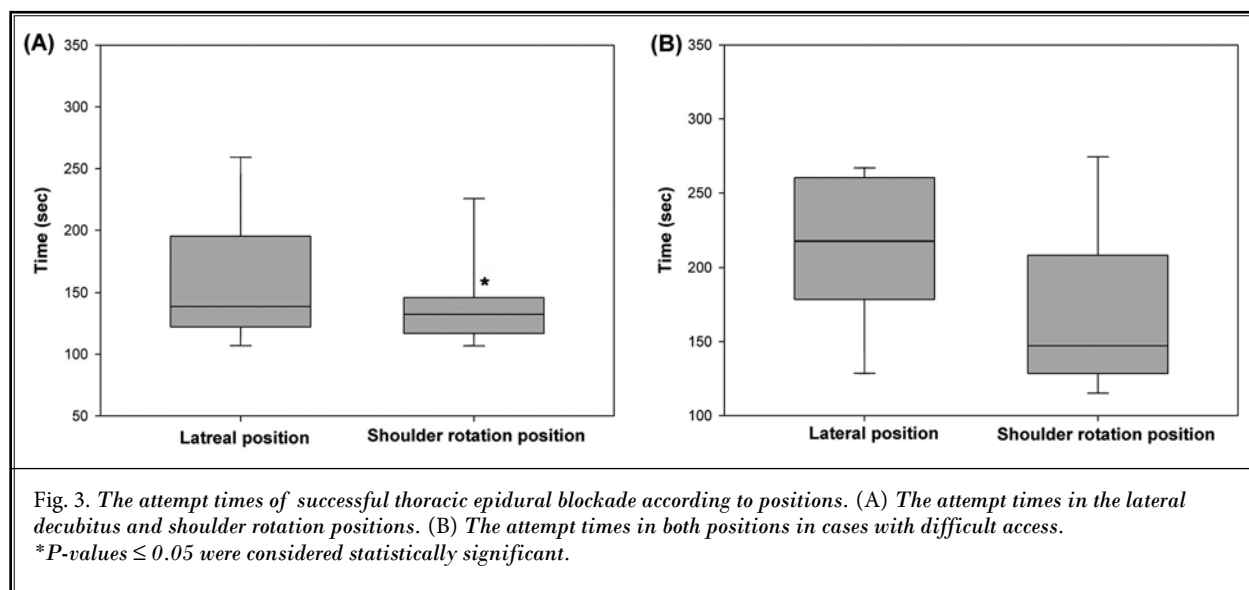 (A)
350
300
250
200
150
100
50
Time (sec)
*
Latreal position
Shoulder rotation position
(B)
350
300
250
200
150
100
Time (sec)
Lateral position
Shoulder rotation position
Fig. 3. The attempt times of successful thoracic epidural blockade according to positions. (A) The attempt times in the lateral
decubitus and shoulder rotation positions. (B) The attempt times in both positions in cases with difficult access.
*P-values ≤ 0.05 were considered statistically significant.